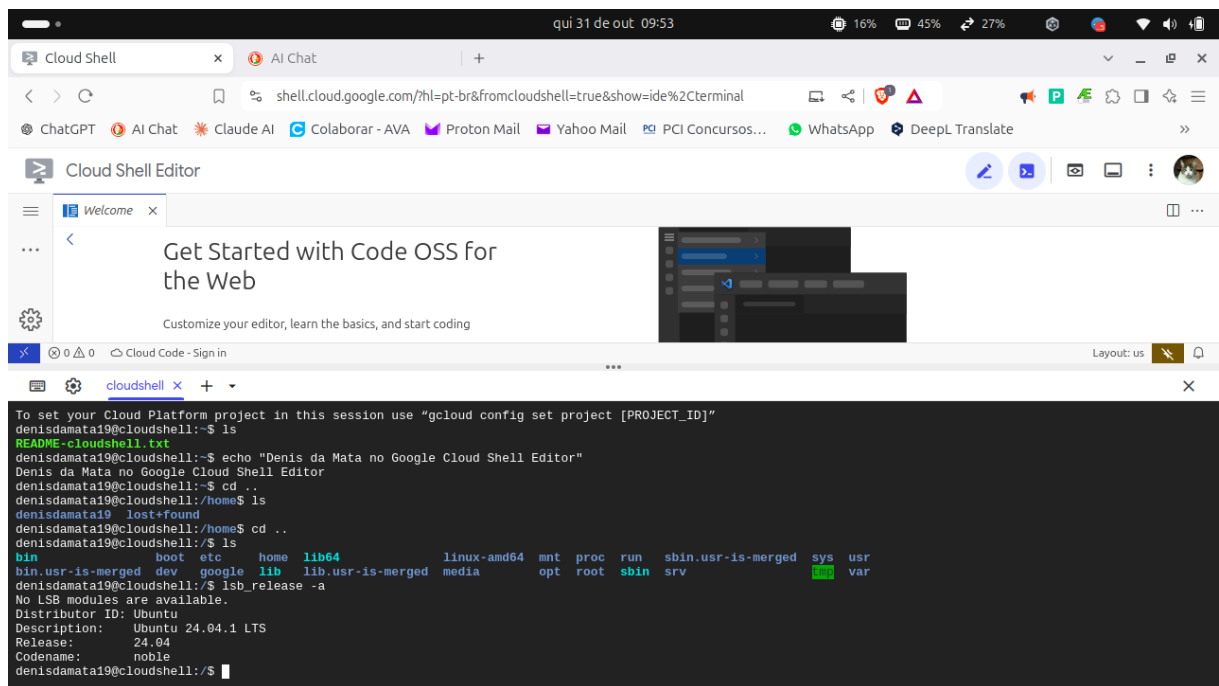 qui 31 de out 09:53
16% 45% 27%
Cloud Shell
AI Chat
shell.cloud.google.com/?hl=pt-br&fromcloudshell=true&show=ide%2Cterminal
ChatGPT AI Chat Claude AI Colaborar - AVA Proton Mail Yahoo Mail PCI PCI Concursos... WhatsApp DeepL Translate
Cloud Shell Editor
Welcome
Get Started with Code OSS for
the Web
Customize your editor, learn the basics, and start coding
0 0 Cloud Code - Sign in
Layout: us
cloudshell
To set your Cloud Platform project in this session use “gcloud config set project [PROJECT_ID]”
denisdamata19@cloudshell:~$ ls
README-cloudshell.txt
denisdamata19@cloudshell:~$ echo "Denis da Mata no Google Cloud Shell Editor"
Denis da Mata no Google Cloud Shell Editor
denisdamata19@cloudshell:~$ cd ..
denisdamata19@cloudshell:/home$ ls
denisdamata19 lost+found
denisdamata19@cloudshell:/home$ cd ..
denisdamata19@cloudshell:/$ ls
bin boot etc home lib64 linux-amd64 mnt proc run sbin.usr-is-merged sys usr
bin.usr-is-merged dev google lib lib.usr-is-merged media opt root sbin srv tmp var
denisdamata19@cloudshell:/$ lsb_release -a
No LSB modules are available.
Distributor ID: Ubuntu
Description: Ubuntu 24.04.1 LTS
Release: 24.04
Codename: noble
denisdamata19@cloudshell:/$